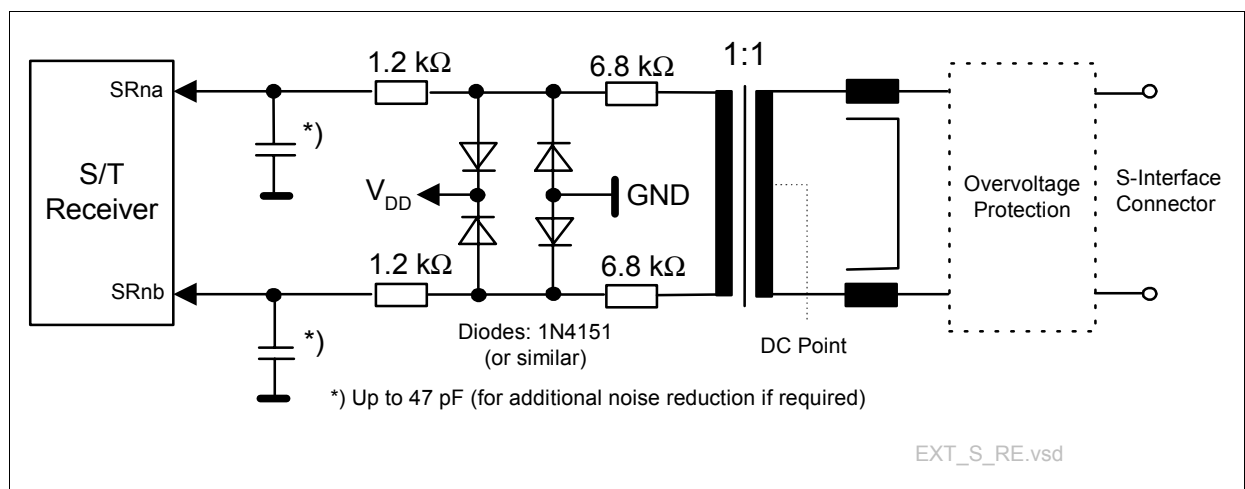 1.2 kΩ
6.8 kΩ
1:1
SRna
*)
S/T
Receiver
V_DD
GND
Overvoltage
Protection
S-Interface
Connector
1.2 kΩ
6.8 kΩ
SRnb
*)
Diodes: 1N4151
(or similar)
DC Point
*) Up to 47 pF (for additional noise reduction if required)
EXT_S_RE.vsd